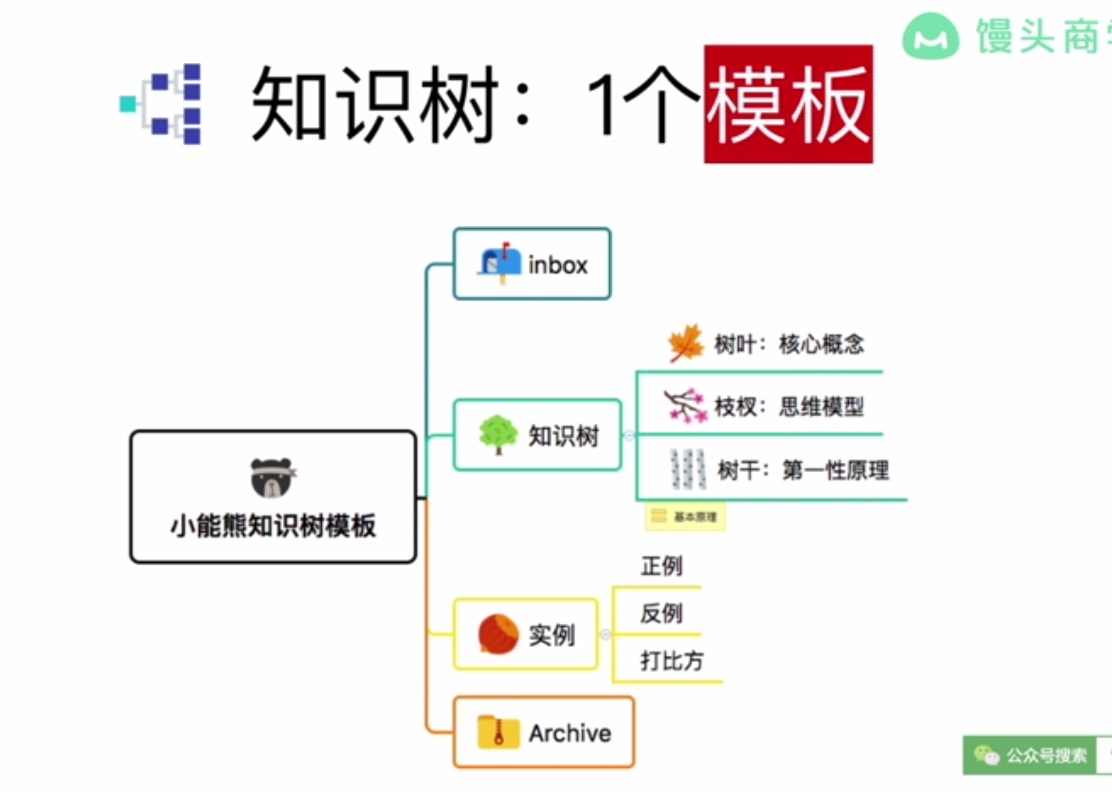 馒头商
知识树：1个模板
inbox
树叶：核心概念
枝杈：思维模型
知识树
树干：第一性原理
基本原理
小能熊知识树模板
正例
反例
实例
打比方
Archive
公众号搜索